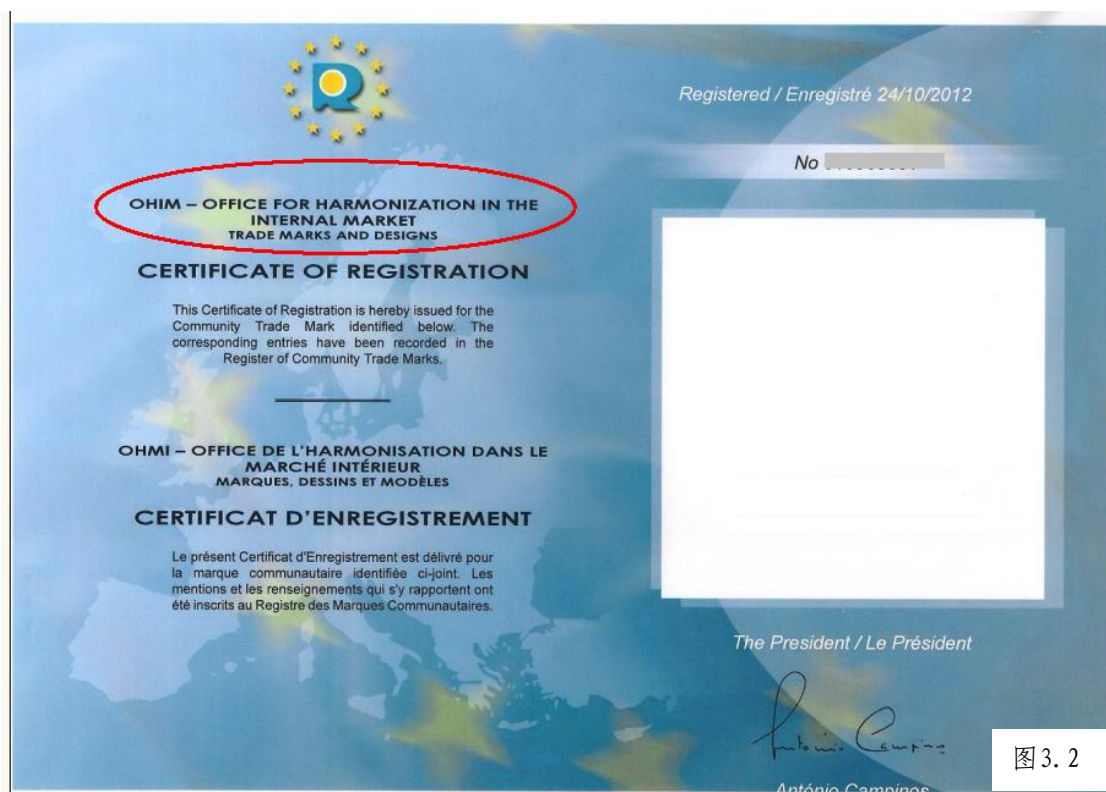 OHIM – OFFICE FOR HARMONIZATION IN THE
INTERNAL MARKET
TRADE MARKS AND DESIGNS
CERTIFICATE OF REGISTRATION
This Certificate of Registration is hereby issued for the
Community Trade Mark identified below. The
corresponding entries have been recorded in the
Register of Community Trade Marks.
OHMI – OFFICE DE L'HARMONISATION DANS LE
MARCHÉ INTÉRIEUR
MARQUES, DESSINS ET MODÈLES
CERTIFICAT D'ENREGISTREMENT
Le présent Certificat d'Enregistrement est délivré pour
la marque communautaire identifiée ci-joint. Les
mentions et les renseignements qui s'y rapportent ont
été inscrits au Registre des Marques Communautaires.
Registered / Enregistré 24/10/2012
No
The President / Le Président
António Campinos
António Campinos
图3.2